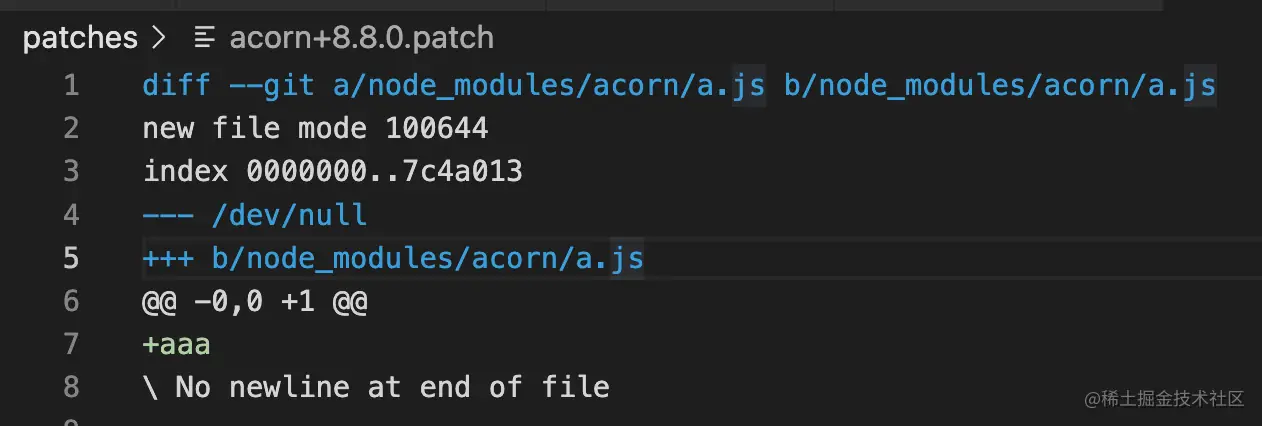 patches > acorn+8.8.0.patch
1 diff --git a/node_modules/acorn/a.js b/node_modules/acorn/a.js
2 new file mode 100644
3 index 0000000..7c4a013
4 --- /dev/null
5 +++ b/node_modules/acorn/a.js
6 @@ -0,0 +1 @@
7 +aaa
8 \ No newline at end of file
@稀土掘金技术社区